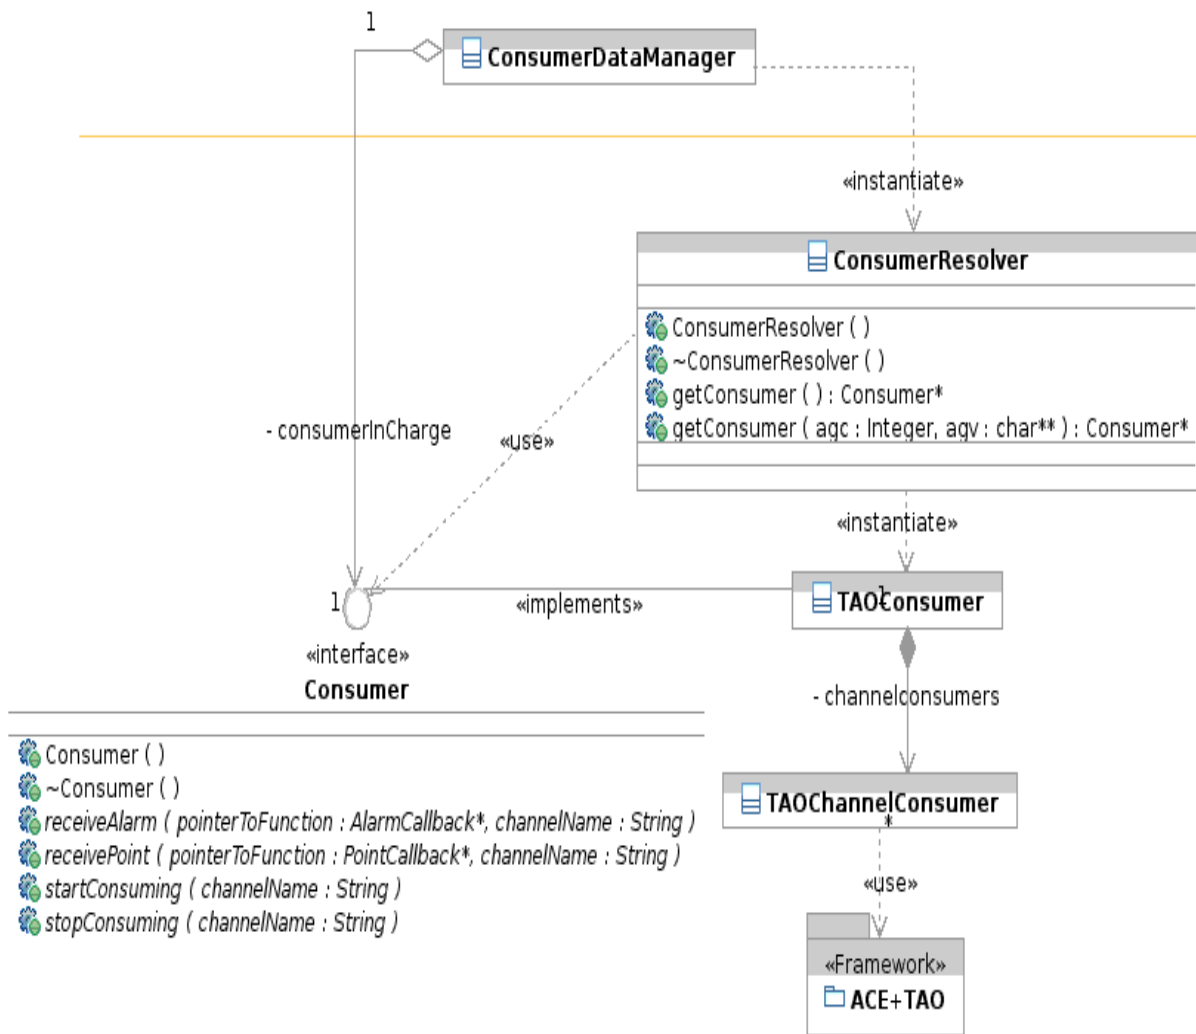 1
ConsumerDataManager
«instantiate»
ConsumerResolver
ConsumerResolver ( )
~ConsumerResolver ( )
getConsumer ( ) : Consumer*
getConsumer ( agc : Integer, agv : char** ) : Consumer*
- consumerInCharge
«use»
«instantiate»
1
«implements»
TAOConsumer
1
«interface»
Consumer
- channelconsumers
Consumer ( )
~Consumer ( )
receiveAlarm ( pointerToFunction : AlarmCallback*, channelName : String )
receivePoint ( pointerToFunction : PointCallback*, channelName : String )
startConsuming ( channelName : String )
stopConsuming ( channelName : String )
TAOChannelConsumer
*
«use»
«Framework»
ACE+TAO